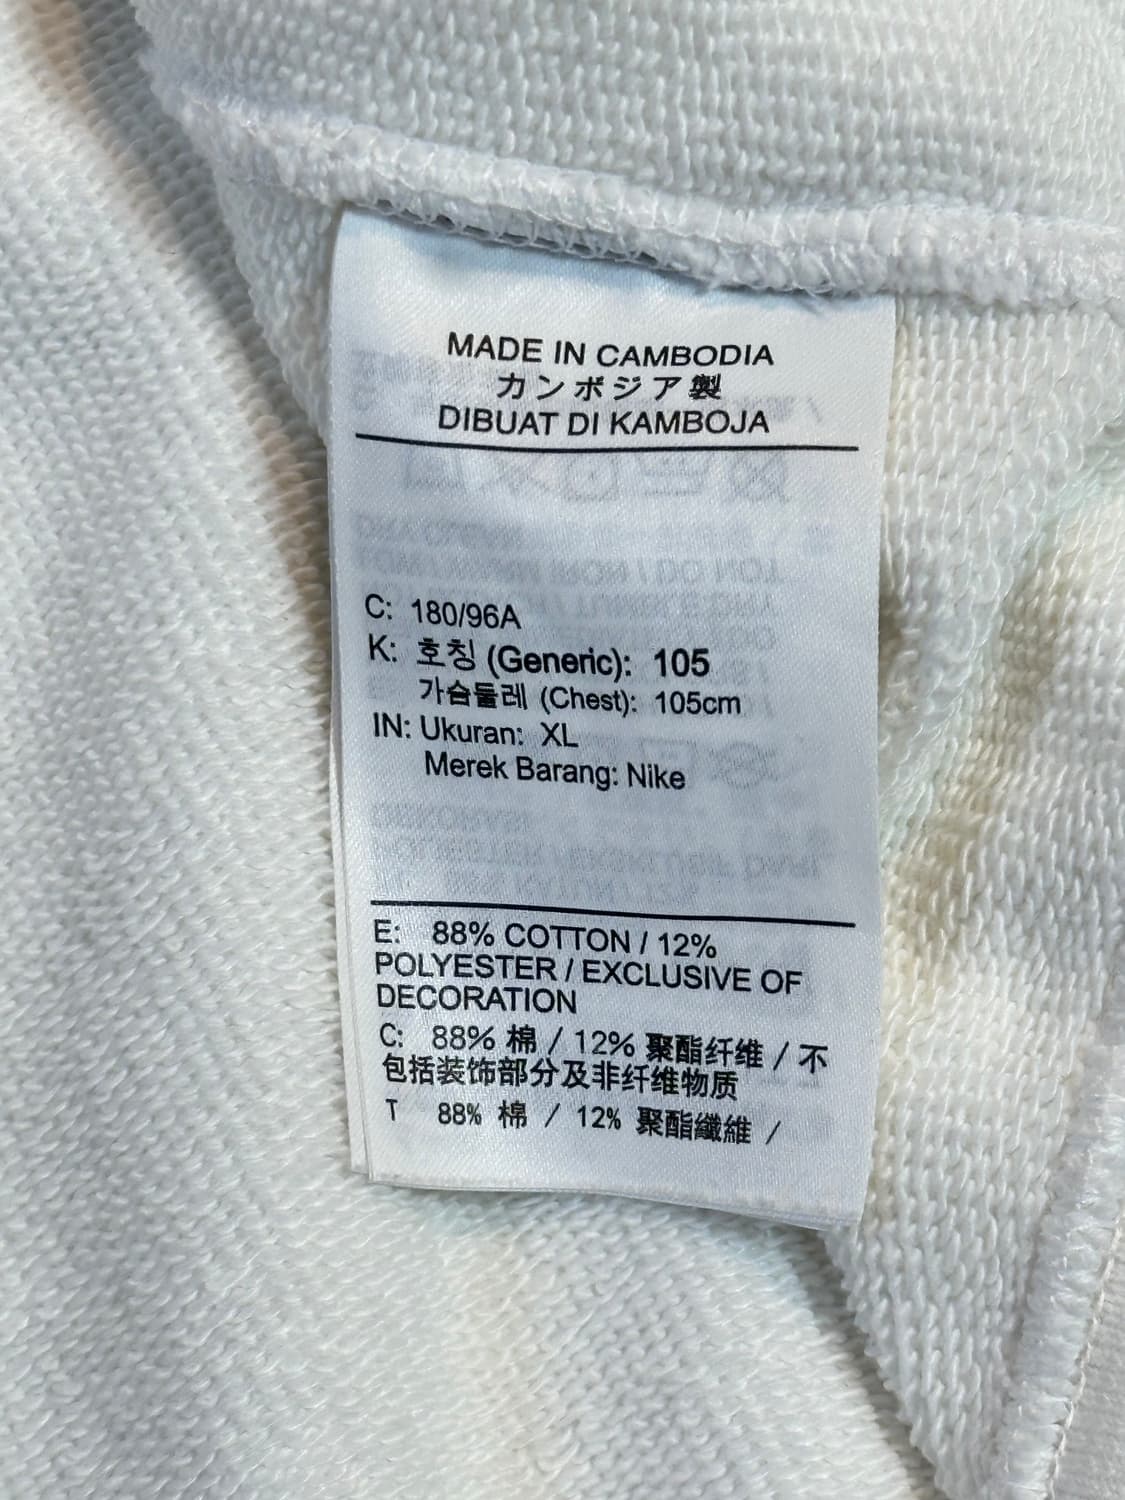 MADE IN CAMBODIA
カンボジア製
DIBUAT DI KAMBOJA
C: 180/96A
K: 호칭 (Generic): 105
가슴둘레 (Chest): 105cm
IN: Ukuran: XL
Merek Barang: Nike
E: 88% COTTON / 12%
POLYESTER / EXCLUSIVE OF
DECORATION
C: 88% 棉 / 12% 聚酯纤维 / 不
包括装饰部分及非纤维物质
T 88% 棉 / 12% 聚酯纖維 /